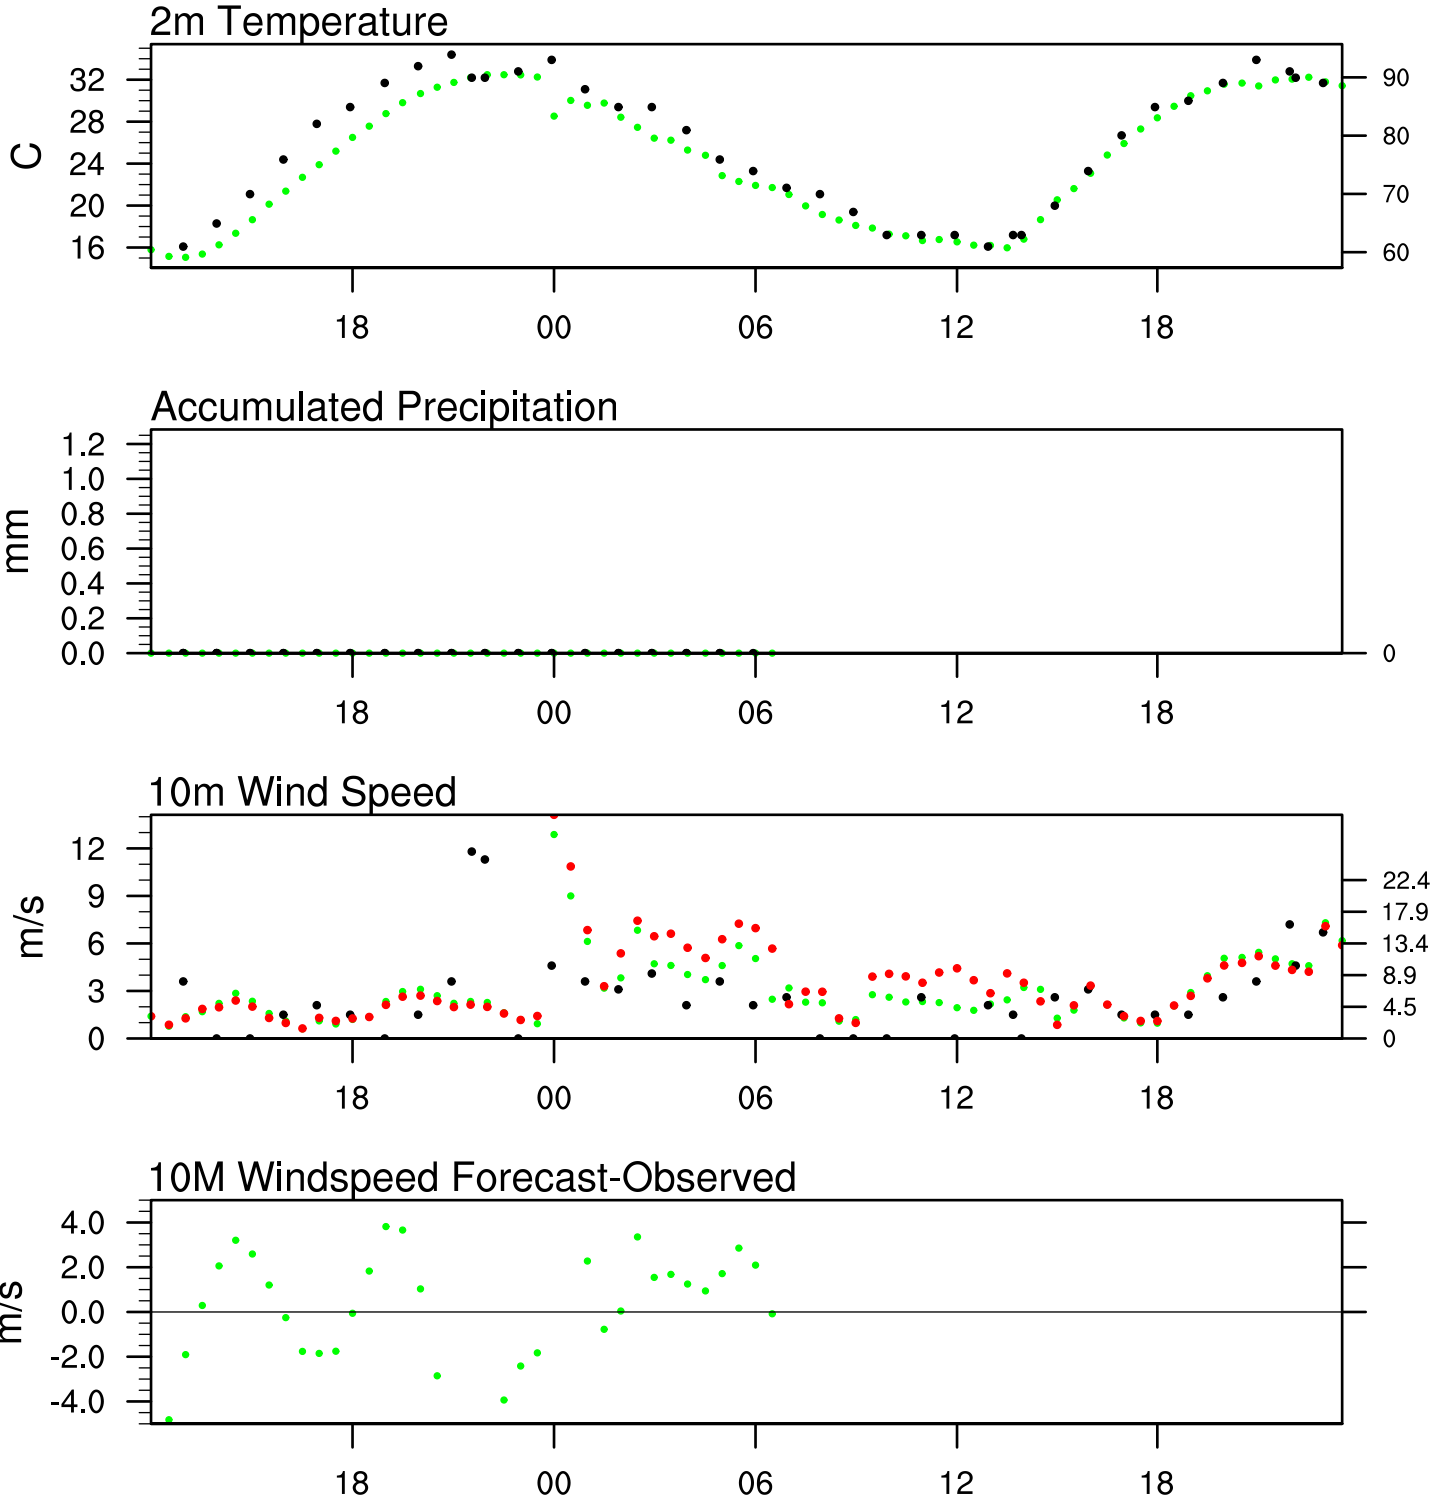 2m Temperature
C
32
28
24
20
16
90
80
70
60
18 00 06 12 18
Accumulated Precipitation
mm
1.2
1.0
0.8
0.6
0.4
0.2
0.0
0
18 00 06 12 18
10m Wind Speed
m/s
12
9
6
3
0
22.4
17.9
13.4
8.9
4.5
0
18 00 06 12 18
10M Windspeed Forecast-Observed
m/s
4.0
2.0
0.0
-2.0
-4.0
18 00 06 12 18